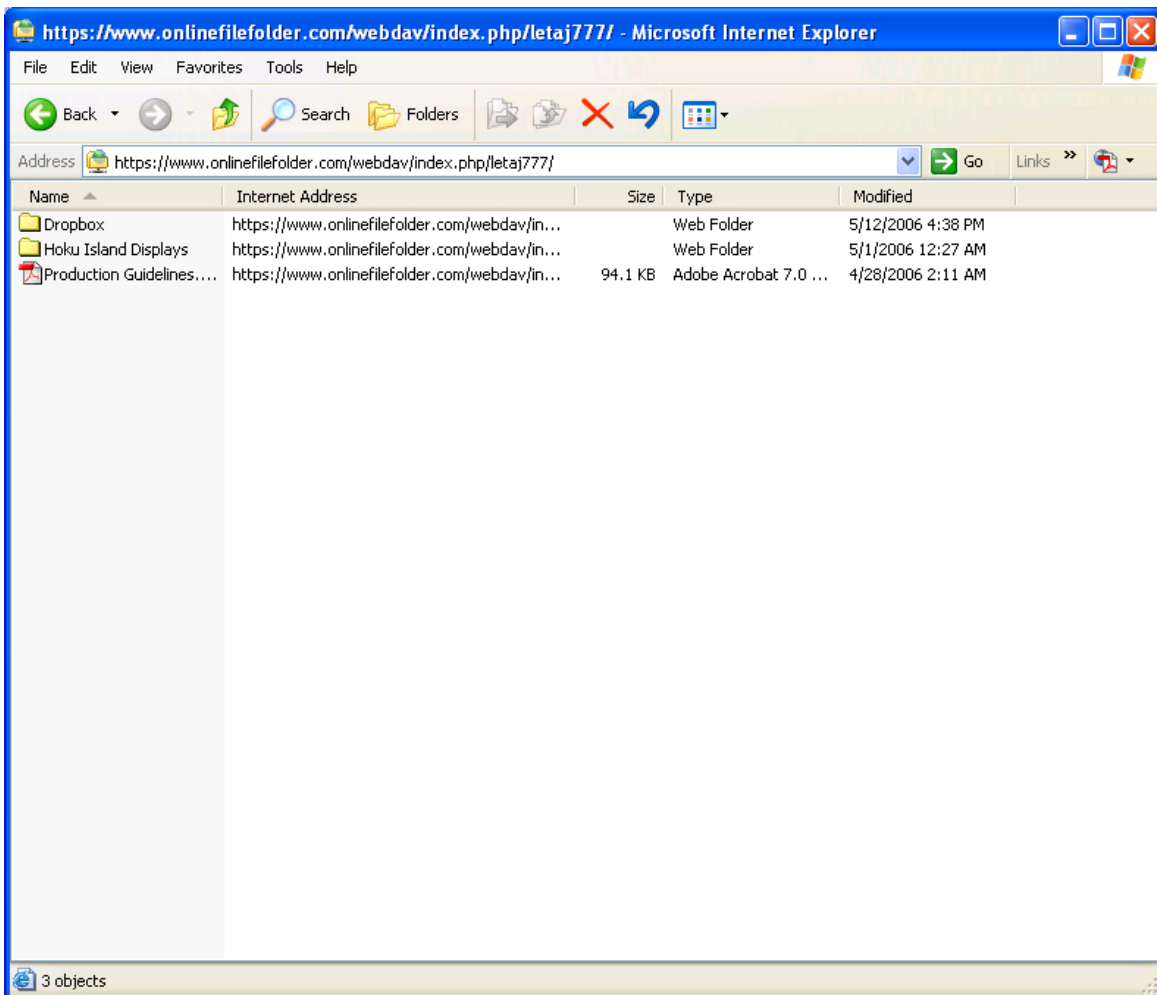 https://www.onlinefilefolder.com/webdav/index.php/letaj777/ - Microsoft Internet Explorer
File Edit View Favorites Tools Help
Back Search Folders
Address https://www.onlinefilefolder.com/webdav/index.php/letaj777/ Go Links »
Name Internet Address Size Type Modified
Dropbox https://www.onlinefilefolder.com/webdav/in... Web Folder 5/12/2006 4:38 PM
Hoku Island Displays https://www.onlinefilefolder.com/webdav/in... Web Folder 5/1/2006 12:27 AM
Production Guidelines.... https://www.onlinefilefolder.com/webdav/in... 94.1 KB Adobe Acrobat 7.0 ... 4/28/2006 2:11 AM
3 objects